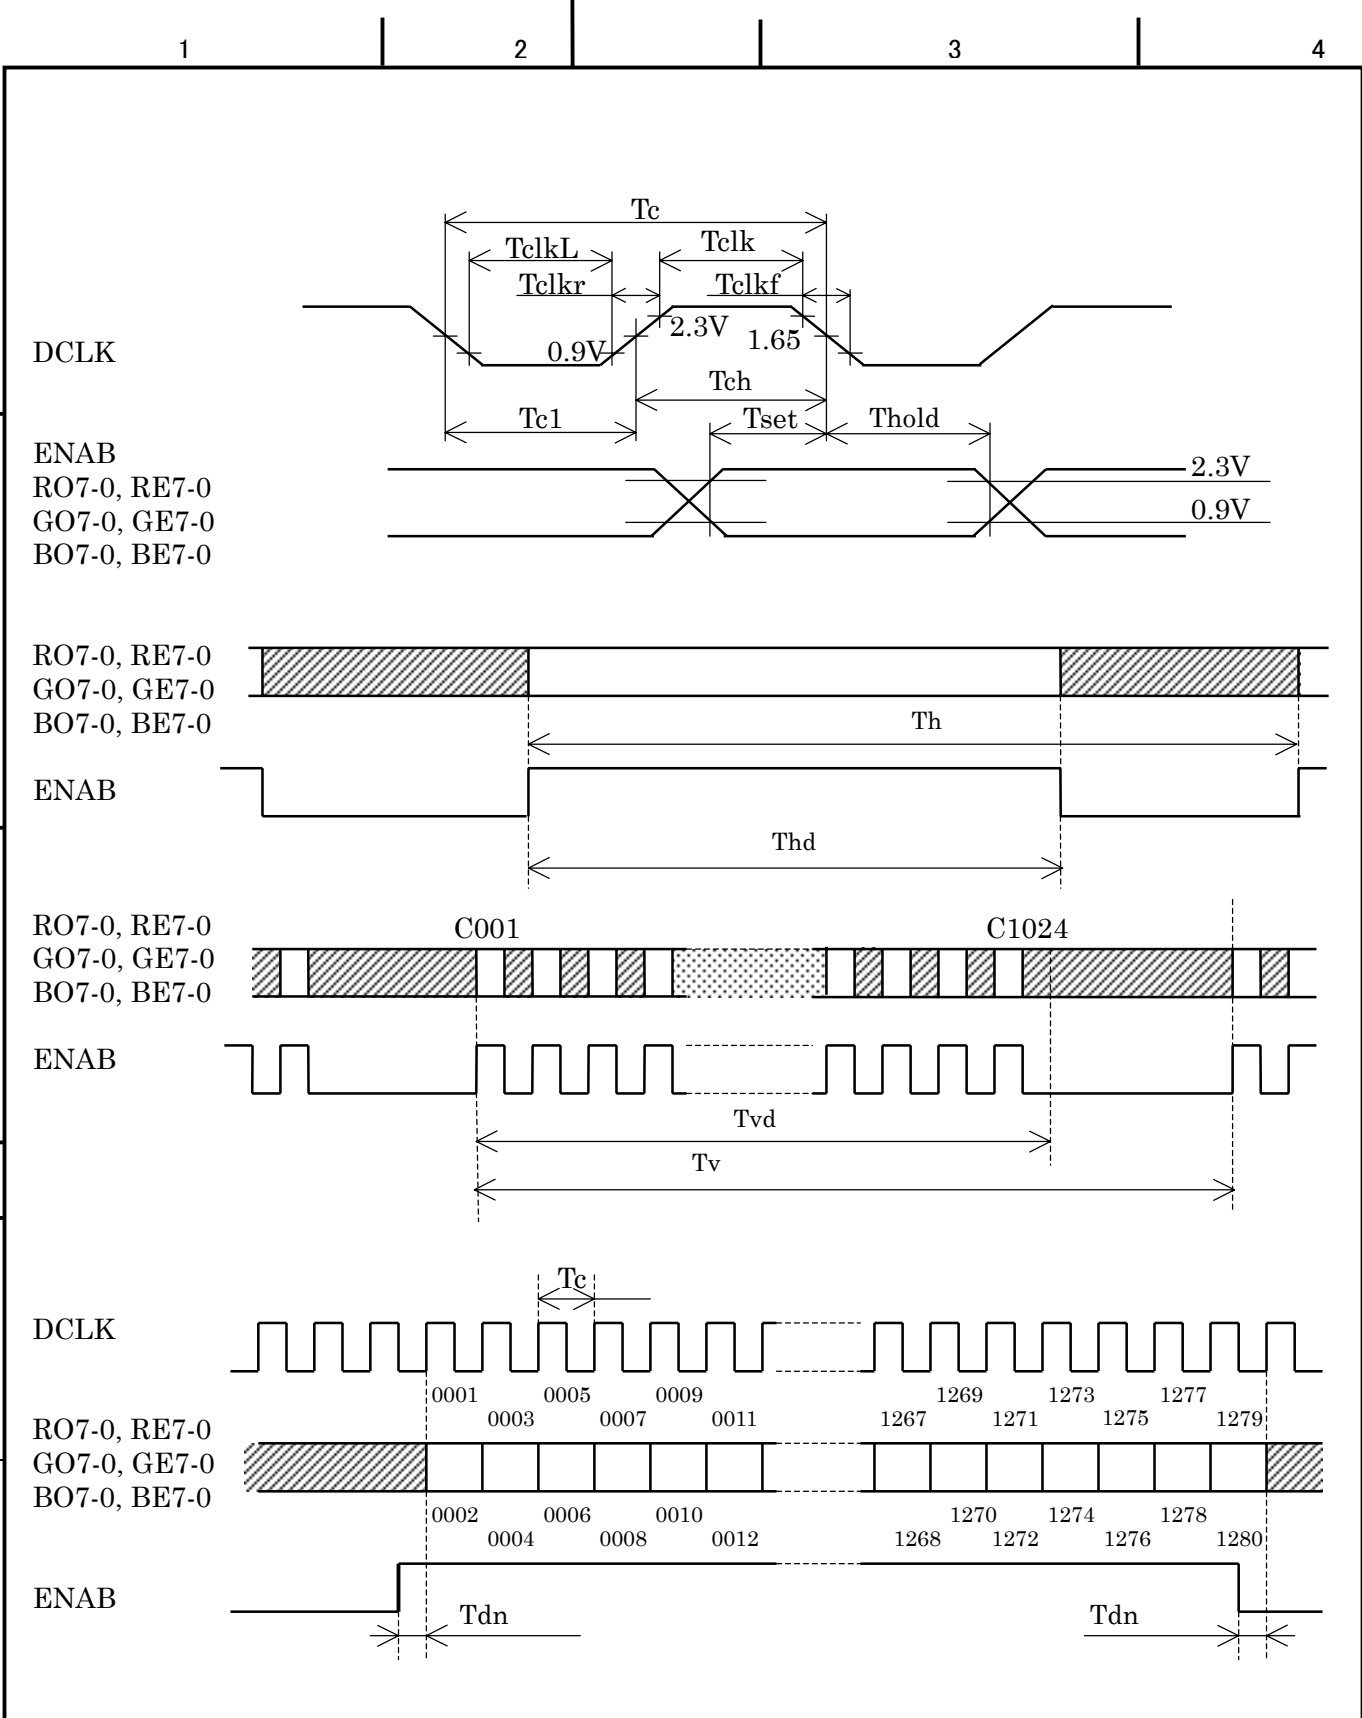 1 2 3 4
Tc
TclkL Tclk
Tclkr Tclkf
2.3V
1.65
DCLK 0.9V
Tch
Tc1 Tset Thold
ENAB
2.3V
RO7-0, RE7-0
0.9V
GO7-0, GE7-0
BO7-0, BE7-0
RO7-0, RE7-0
GO7-0, GE7-0
BO7-0, BE7-0 Th
ENAB
Thd
RO7-0, RE7-0 C001 C1024
GO7-0, GE7-0
BO7-0, BE7-0
ENAB
Tvd
Tv
Tc
DCLK
0001 0005 0009 1269 1273 1277
0003 0007 0011 1267 1271 1275 1279
RO7-0, RE7-0
GO7-0, GE7-0
BO7-0, BE7-0
0002 0006 0010 1270 1274 1278
0004 0008 0012 1268 1272 1276 1280
ENAB
Tdn Tdn